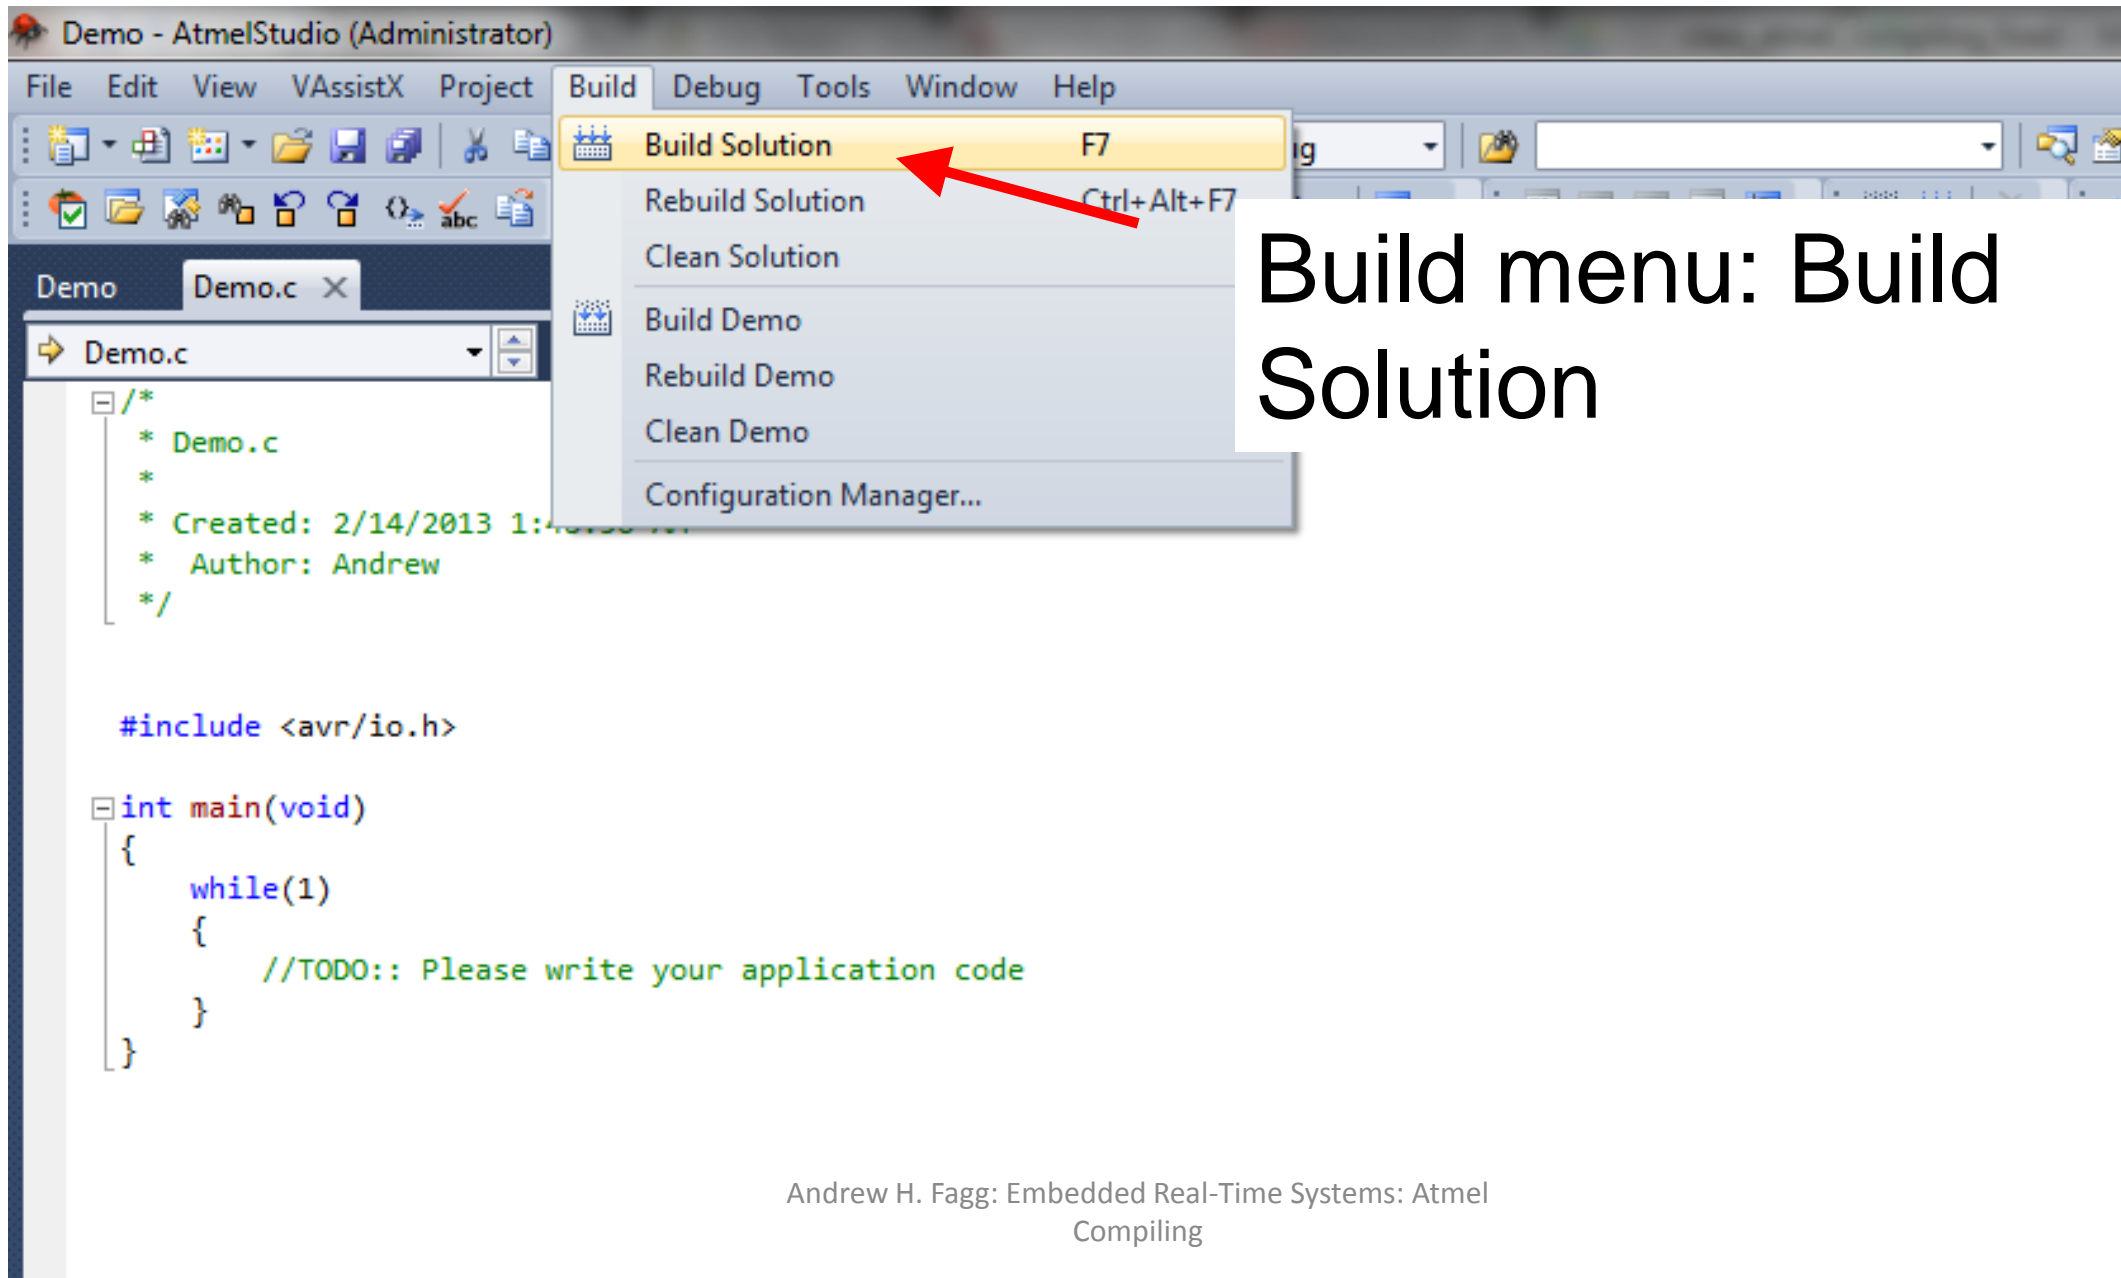 Demo - AtmelStudio (Administrator)
File Edit View VAssistX Project Build Debug Tools Window Help
Build Solution F7
Rebuild Solution Ctrl+Alt+F7
Clean Solution
Build Demo
Rebuild Demo
Clean Demo
Configuration Manager...
Build menu: Build
Solution
Demo Demo.c
Demo.c
/*
* Demo.c
*
* Created: 2/14/2013
* Author: Andrew
*/
#include <avr/io.h>
int main(void)
{
while(1)
{
//TODO:: Please write your application code
}
}
Andrew H. Fagg: Embedded Real-Time Systems: Atmel
Compiling